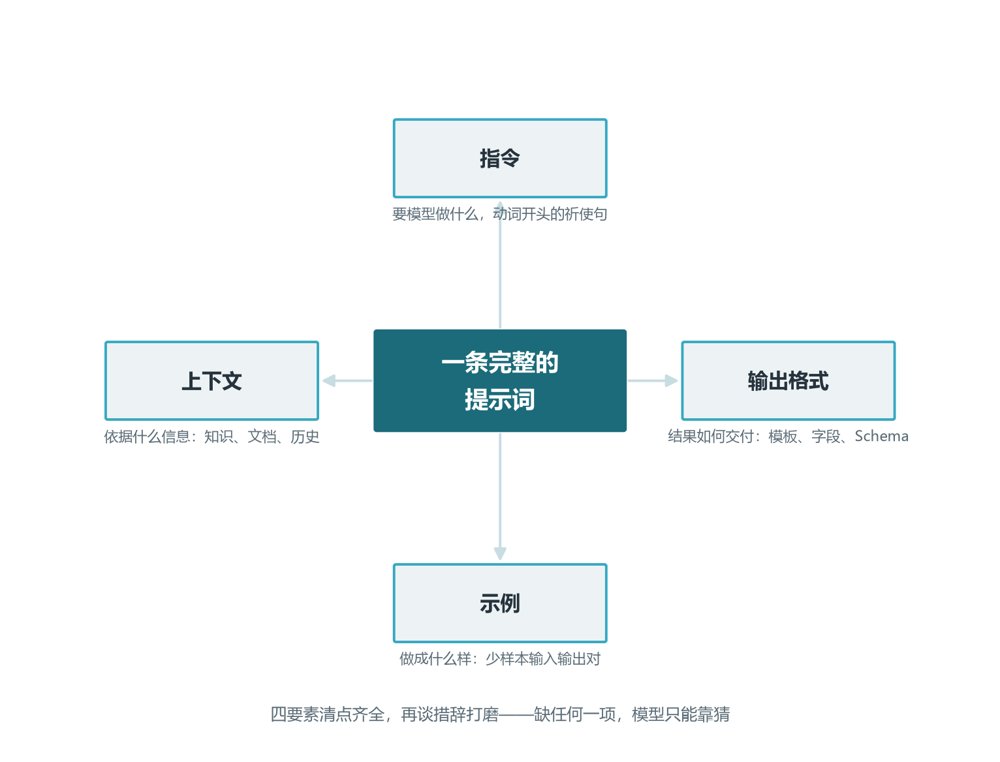 指令
要模型做什么，动词开头的祈使句
上下文
依据什么信息：知识、文档、历史
一条完整的
提示词
输出格式
结果如何交付：模板、字段、Schema
示例
做成什么样：少样本输入输出对
四要素清点齐全，再谈措辞打磨——缺任何一项，模型只能靠猜